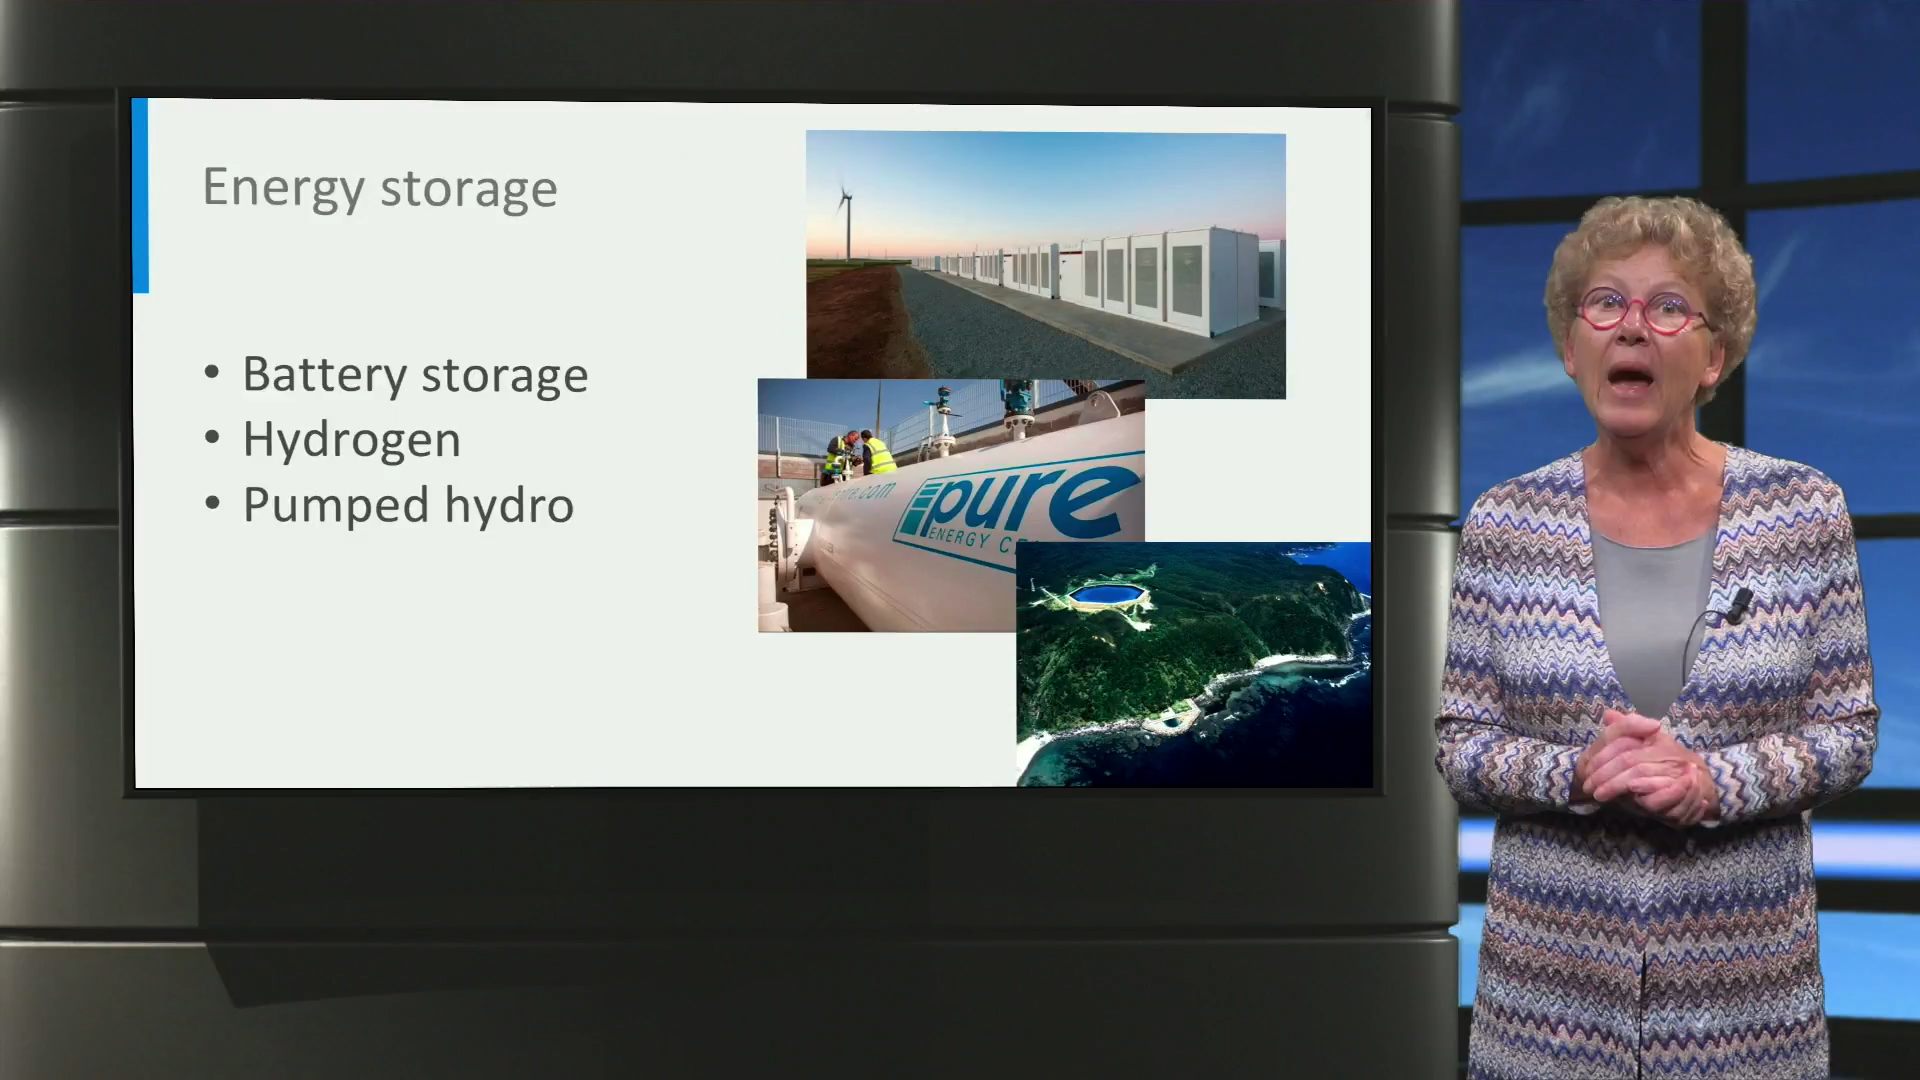 Energy storage
• Battery storage
• Hydrogen
• Pumped hydro
pure
ENERGY